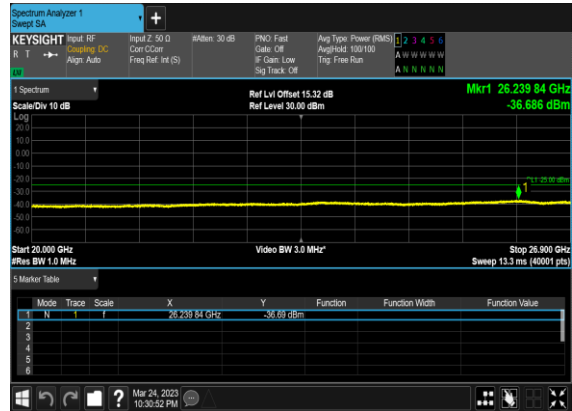 Spectrum Analyzer 1
Swept SA
+
KEYSIGHT Input: RF Input Z: 50 Ω #Atten: 30 dB PNO: Fast Avg Type: Power (RMS) 1 2 3 4 5 6
R T Coupling: DC Corr CCorr Gate: Off Avg|Hold: 100/100 A W W W W W
Align: Auto Freq Ref: Int (S) IF Gain: Low Trig: Free Run
Sig Track: Off A N N N N N
1 Spectrum Ref Lvl Offset 15.32 dB Mkr1 26.239 84 GHz
Scale/Div 10 dB Ref Level 30.00 dBm -36.686 dBm
Log
20.0
10.0
0.00
-10.0
-20.0
DL1 -25.00 dBm
-30.0
1
-40.0
-50.0
-60.0
Start 20.000 GHz Video BW 3.0 MHz* Stop 26.900 GHz
#Res BW 1.0 MHz Sweep 13.3 ms (40001 pts)
5 Marker Table
Mode Trace Scale X Y Function Function Width Function Value
1 N 1 f 26.239 84 GHz -36.69 dBm
2
3
4
5
6
? Mar 24, 2023
10:30:52 PM